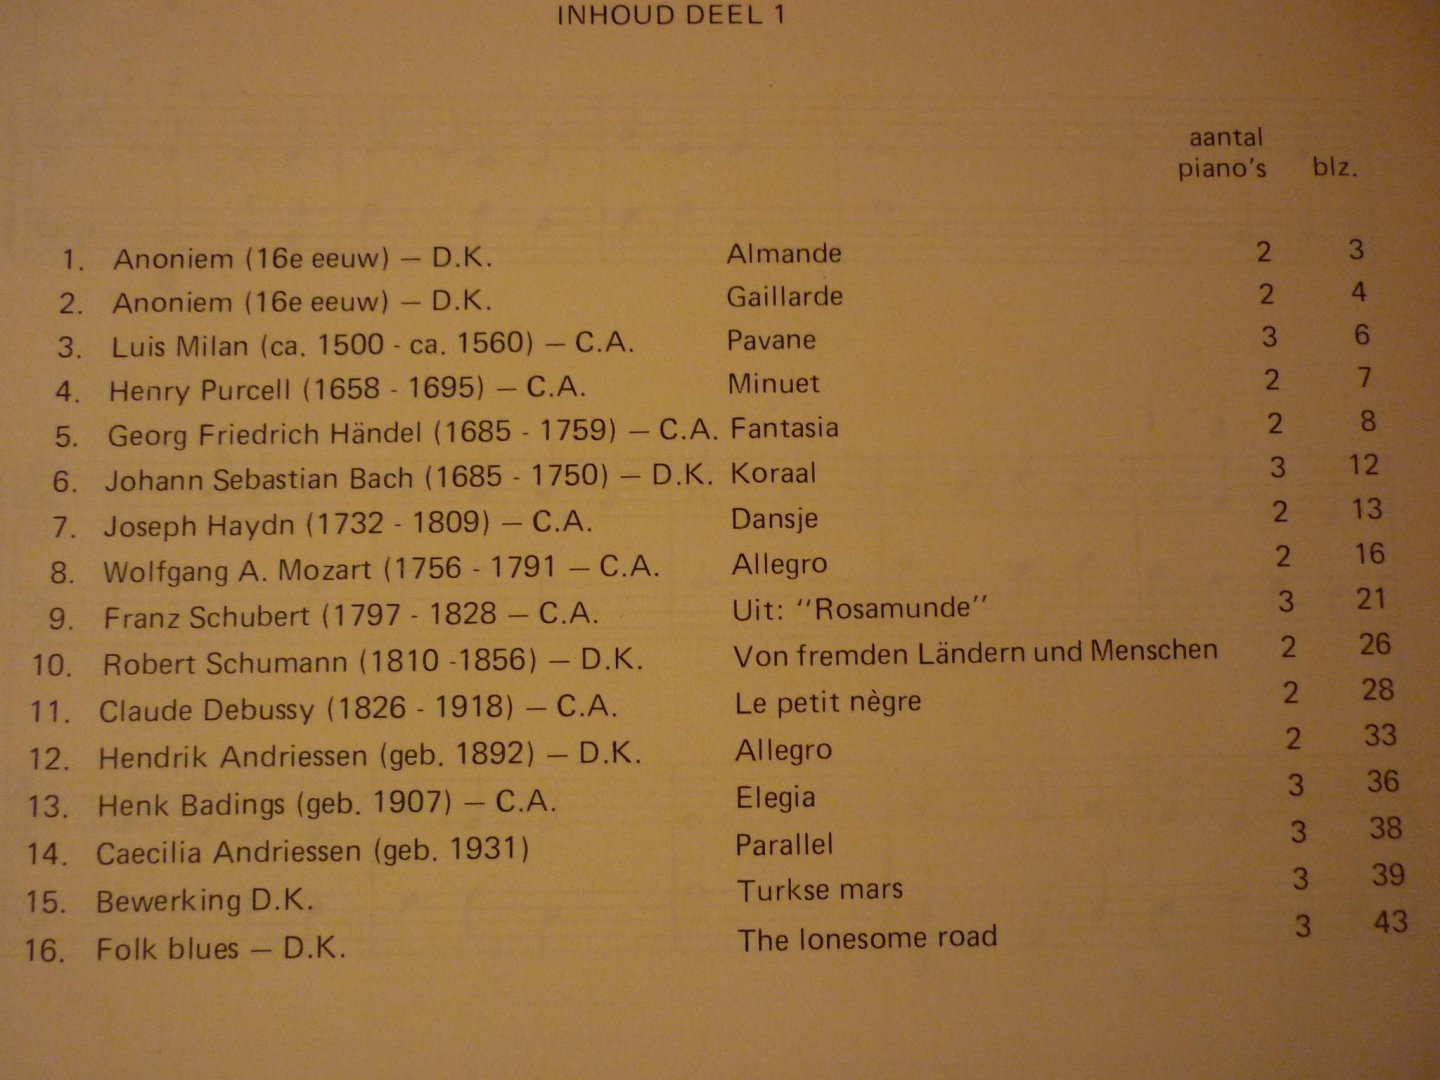 INHOUD DEEL 1
aantal
piano's blz.
1. Anoniem (16e eeuw) — D.K. Almande 2 3
2. Anoniem (16e eeuw) — D.K. Gaillarde 2 4
3. Luis Milan (ca. 1500 - ca. 1560) — C.A. Pavane 3 6
4. Henry Purcell (1658 - 1695) — C.A. Minuet 2 7
5. Georg Friedrich Händel (1685 - 1759) — C.A. Fantasia 2 8
6. Johann Sebastian Bach (1685 - 1750) — D.K. Koraal 3 12
7. Joseph Haydn (1732 - 1809) — C.A. Dansje 2 13
8. Wolfgang A. Mozart (1756 - 1791 — C.A. Allegro 2 16
9. Franz Schubert (1797 - 1828 — C.A. Uit: ''Rosamunde'' 3 21
10. Robert Schumann (1810 -1856) — D.K. Von fremden Ländern und Menschen 2 26
11. Claude Debussy (1826 - 1918) — C.A. Le petit nègre 2 28
12. Hendrik Andriessen (geb. 1892) — D.K. Allegro 2 33
13. Henk Badings (geb. 1907) — C.A. Elegia 3 36
14. Caecilia Andriessen (geb. 1931) Parallel 3 38
15. Bewerking D.K. Turkse mars 3 39
16. Folk blues — D.K. The lonesome road 3 43